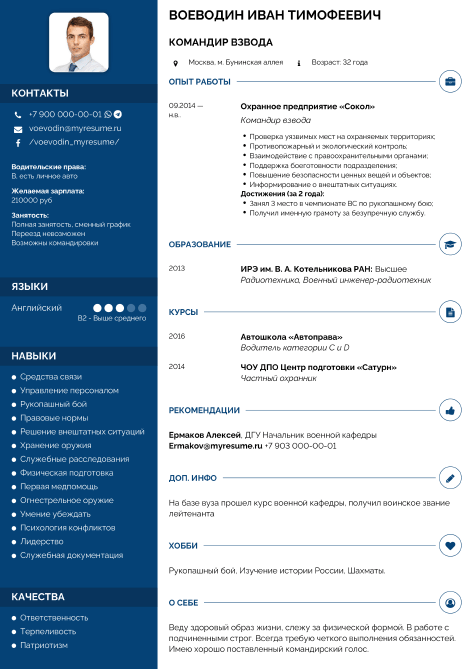 КОНТАКТЫ
+7 900 000-00-01
voevodin@myresume.ru
/voevodin_myresume/
Водительские права:
B, есть личное авто
Желаемая зарплата:
210000 руб
Занятость:
Полная занятость, сменный график
Переезд невозможен
Возможны командировки
ЯЗЫКИ
Английский
B2 - Выше среднего
НАВЫКИ
Средства связи
Управление персоналом
Рукопашный бой
Правовые нормы
Решение внештатных ситуаций
Хранение оружия
Служебные расследования
Физическая подготовка
Первая медпомощь
Огнестрельное оружие
Умение убеждать
Психология конфликтов
Лидерство
Служебная документация
КАЧЕСТВА
Ответственность
Терпеливость
Патриотизм
ВОЕВОДИН ИВАН ТИМОФЕЕВИЧ
КОМАНДИР ВЗВОДА
Москва, м. Бунинская аллея Возраст: 32 года
ОПЫТ РАБОТЫ
09.2014 —
н.в.
Охранное предприятие «Сокол»
Командир взвода
Проверка уязвимых мест на охраняемых территориях;
Противопожарный и экологический контроль;
Взаимодействие с правоохранительными органами;
Поддержка боеготовности подразделения;
Повышение безопасности ценных вещей и объектов;
Информирование о внештатных ситуациях.
Достижения (за 2 года):
Занял 3 место в чемпионате ВС по рукопашному бою;
Получил именную грамоту за безупречную службу.
ОБРАЗОВАНИЕ
2013
ИРЭ им. В. А. Котельникова РАН: Высшее
Радиотехника, Военный инженер-радиотехник
КУРСЫ
2016
Автошкола «Автоправа»
Водитель категории C и D
2014
ЧОУ ДПО Центр подготовки «Сатурн»
Частный охранник
РЕКОМЕНДАЦИИ
Ермаков Алексей, ДГУ Начальник военной кафедры
Ermakov@myresume.ru +7 903 000-00-01
ДОП. ИНФО
На базе вуза прошел курс военной кафедры, получил воинское звание
лейтенанта
ХОББИ
Рукопашный бой, Изучение истории России, Шахматы.
О СЕБЕ
Веду здоровый образ жизни, слежу за физической формой. В работе с
подчиненными строг. Всегда требую четкого выполнения обязанностей.
Имею хорошо поставленный командирский голос.